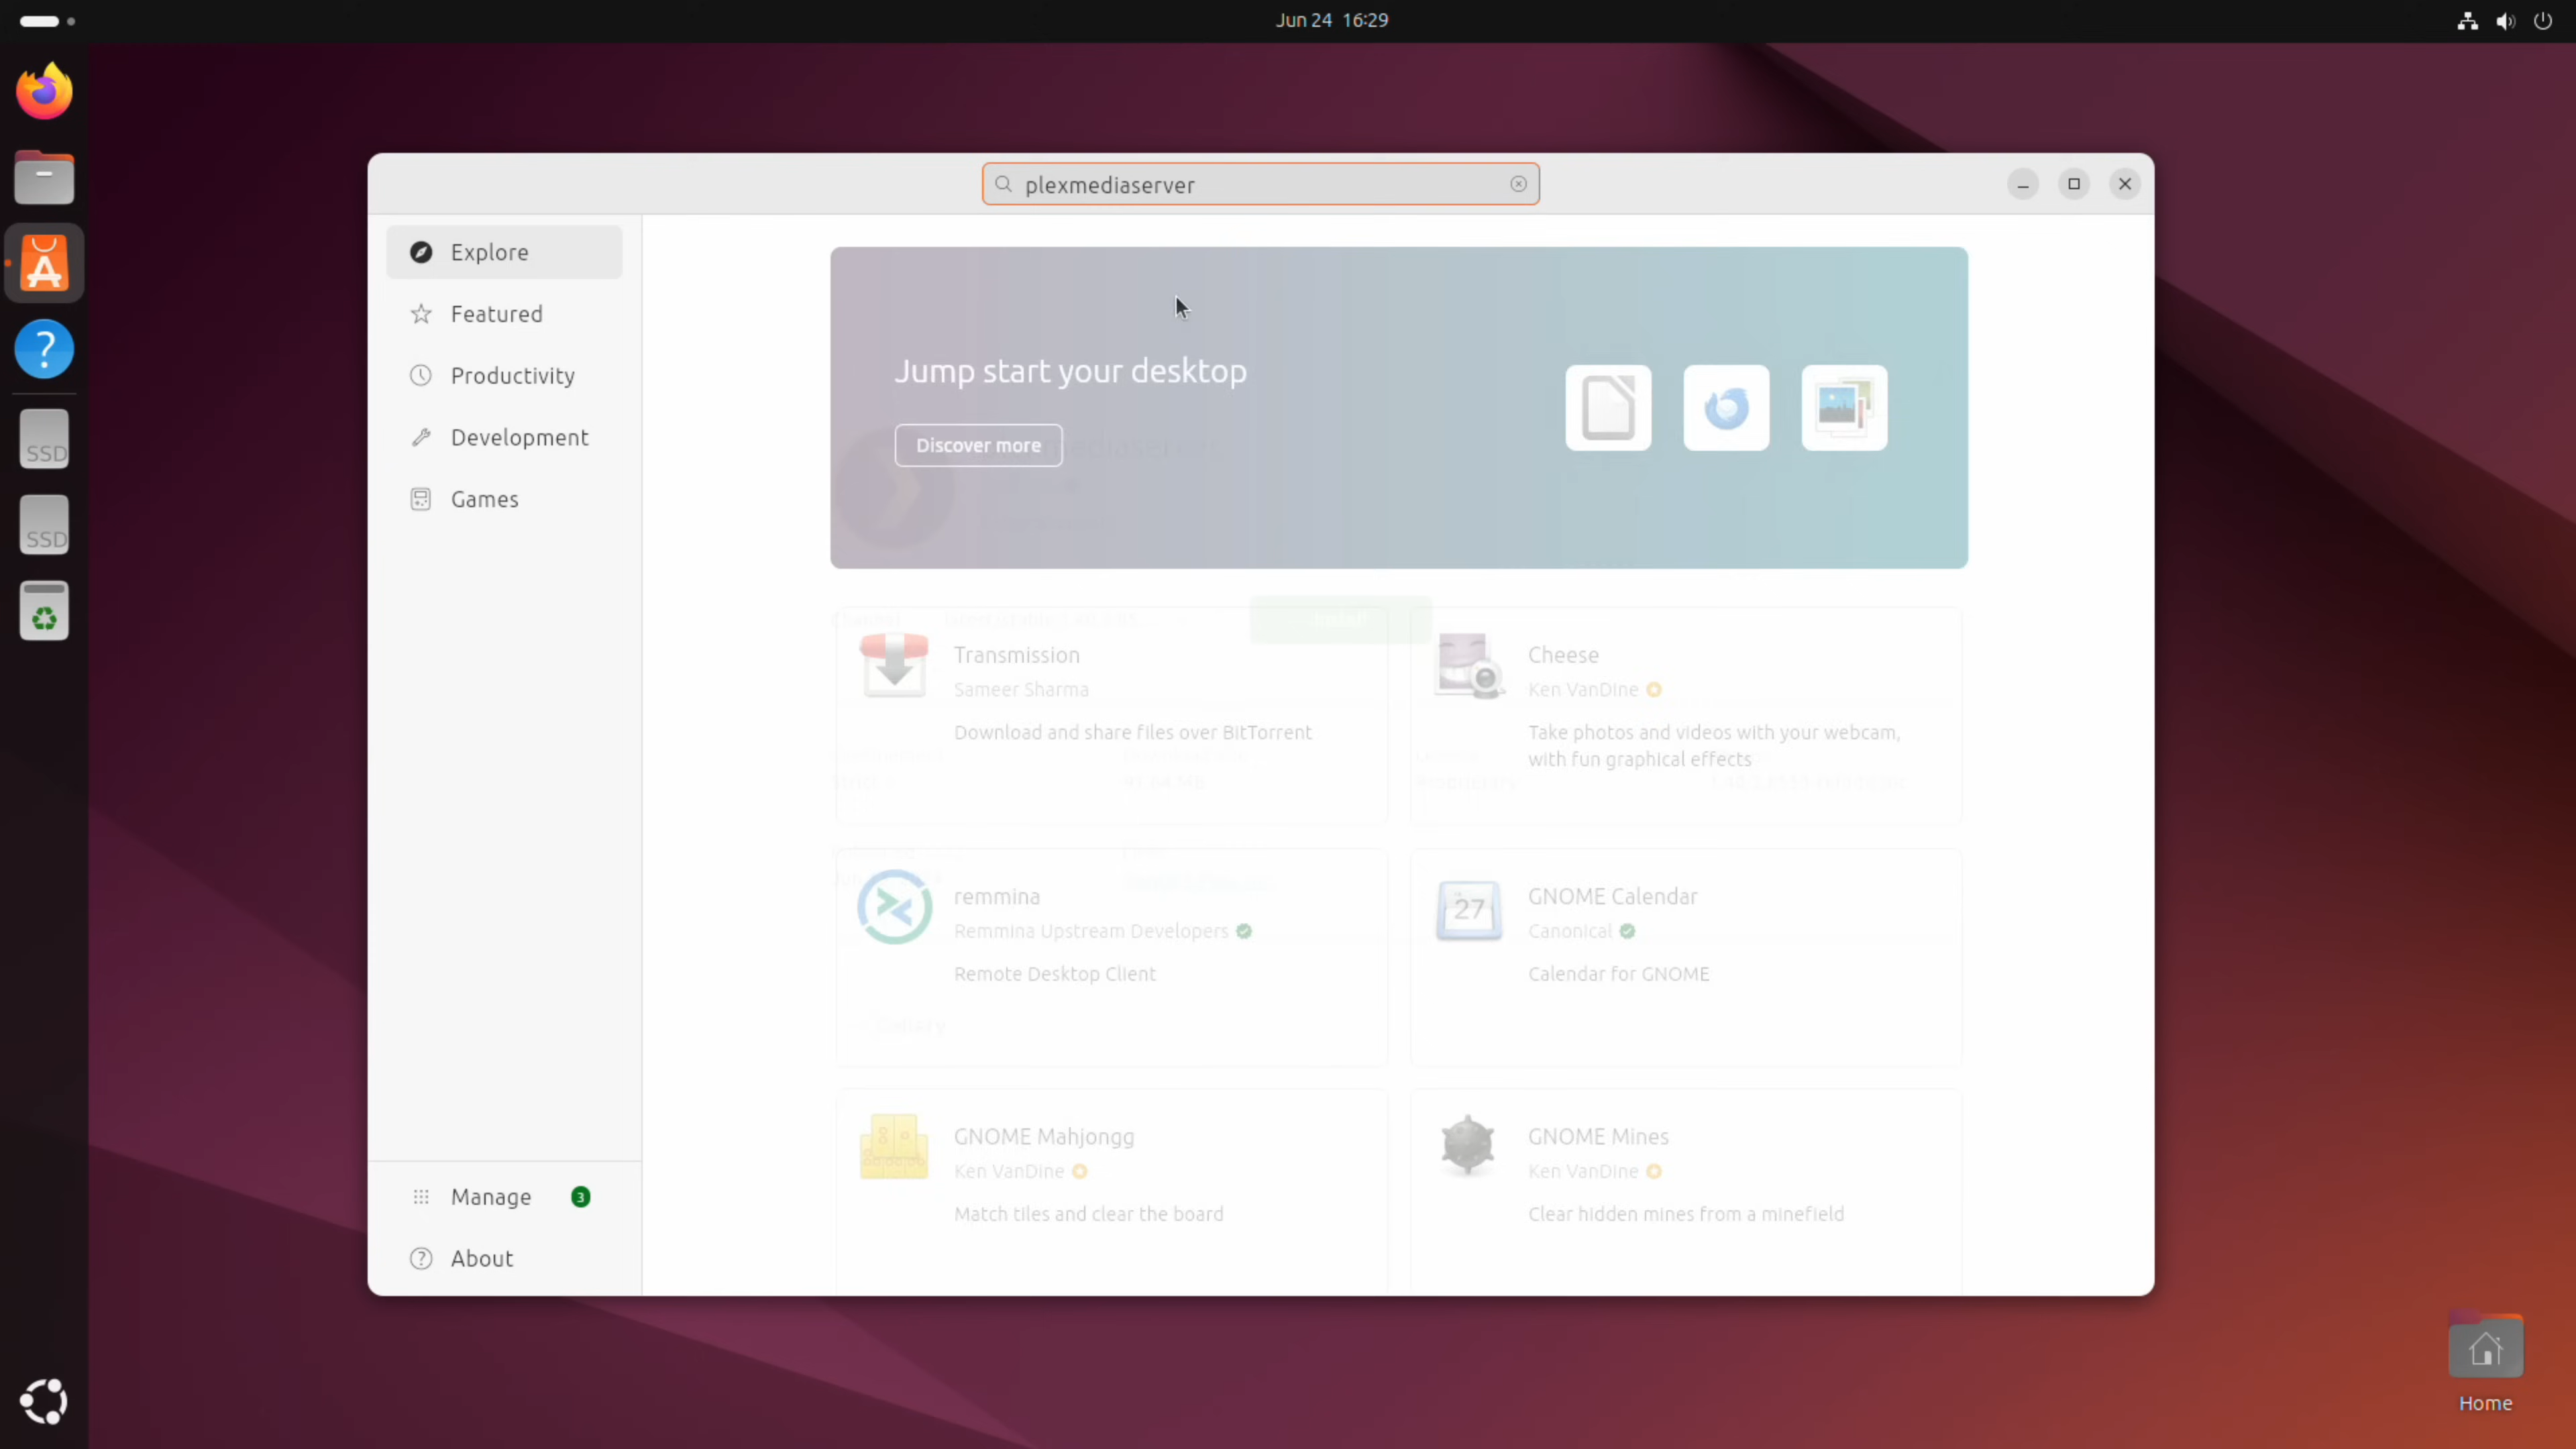 Jun 24 16:29
plexmediaserver
Explore
Featured
Productivity
Development
Games
Manage 3
About
Jump start your desktop
Discover more
Transmission
Sameer Sharma
Download and share files over BitTorrent
Cheese
Ken VanDine
Take photos and videos with your webcam,
with fun graphical effects
remmina
Remmina Upstream Developers
Remote Desktop Client
GNOME Calendar
27
Canonical
Calendar for GNOME
Gallery
GNOME Mahjongg
Ken VanDine
Match tiles and clear the board
GNOME Mines
Ken VanDine
Clear hidden mines from a minefield
Install
SSD
SSD
Home